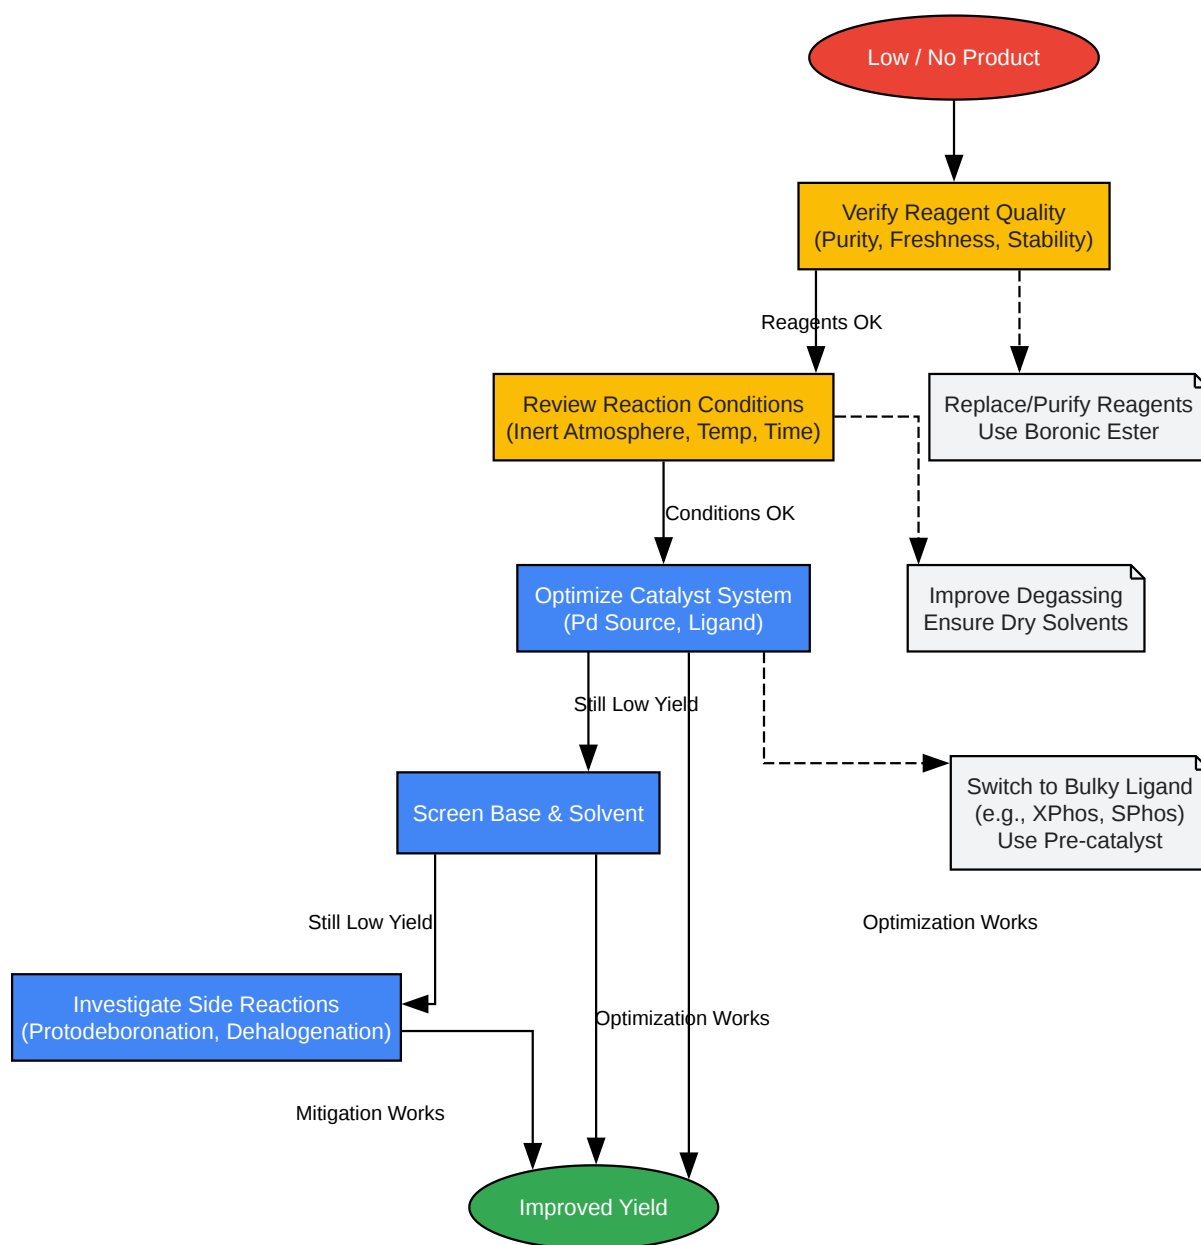 Low / No Product
Verify Reagent Quality
(Purity, Freshness, Stability)
Reagents OK
Review Reaction Conditions
(Inert Atmosphere, Temp, Time)
Replace/Purify Reagents
Use Boronic Ester
Conditions OK
Optimize Catalyst System
(Pd Source, Ligand)
Improve Degassing
Ensure Dry Solvents
Still Low Yield
Screen Base & Solvent
Switch to Bulky Ligand
(e.g., XPhos, SPhos)
Use Pre-catalyst
Still Low Yield
Optimization Works
Investigate Side Reactions
(Protodeboronation, Dehalogenation)
Optimization Works
Mitigation Works
Improved Yield